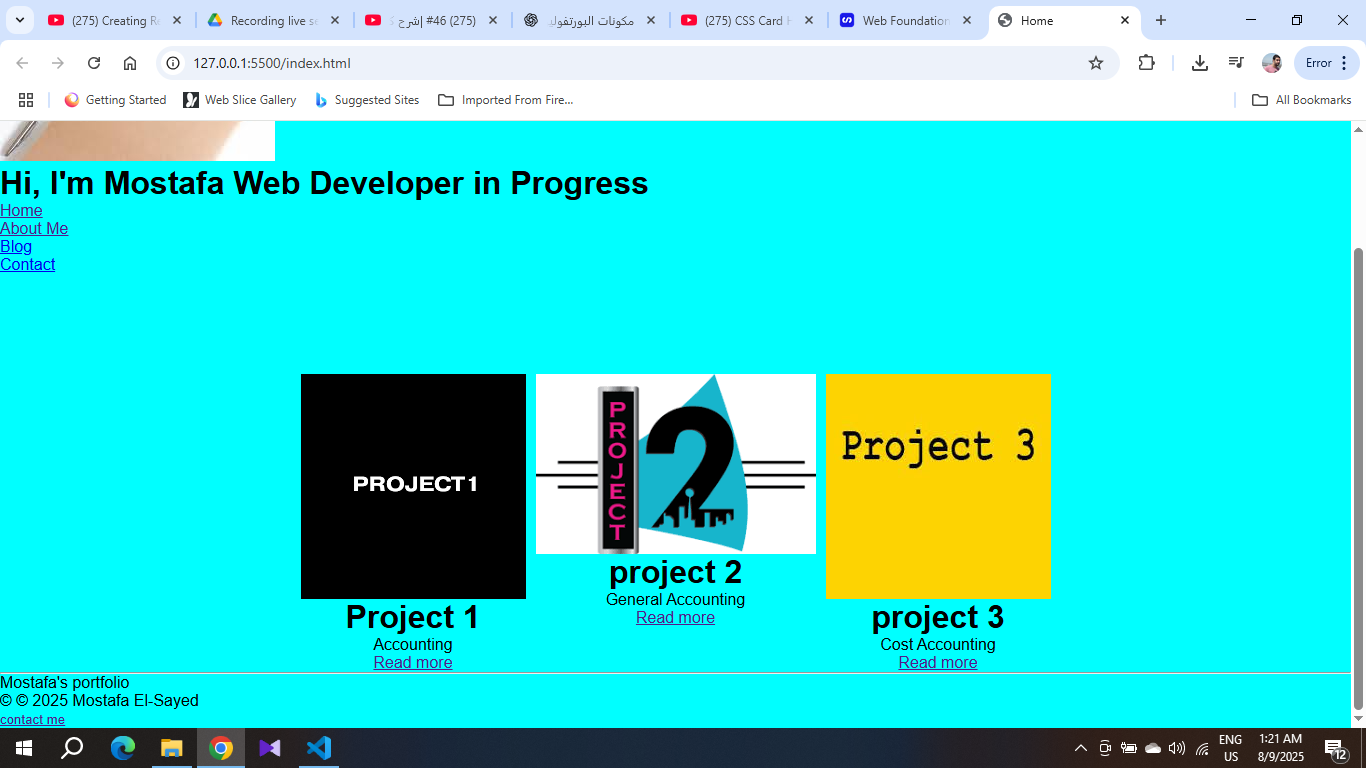 (275) Creating Re
Recording live se
(275) #46 إشرح
مكونات البورتفولي
(275) CSS Card H
Web Foundation
Home
127.0.0.1:5500/index.html
Error
Getting Started
Web Slice Gallery
Suggested Sites
Imported From Fire...
All Bookmarks
Hi, I'm Mostafa Web Developer in Progress
Home
About Me
Blog
Contact
PROJECT1
PROJECT
2
Project 3
Project 1
Accounting
Read more
project 2
General Accounting
Read more
project 3
Cost Accounting
Read more
Mostafa's portfolio
© © 2025 Mostafa El-Sayed
contact me
ENG
US
1:21 AM
8/9/2025
12